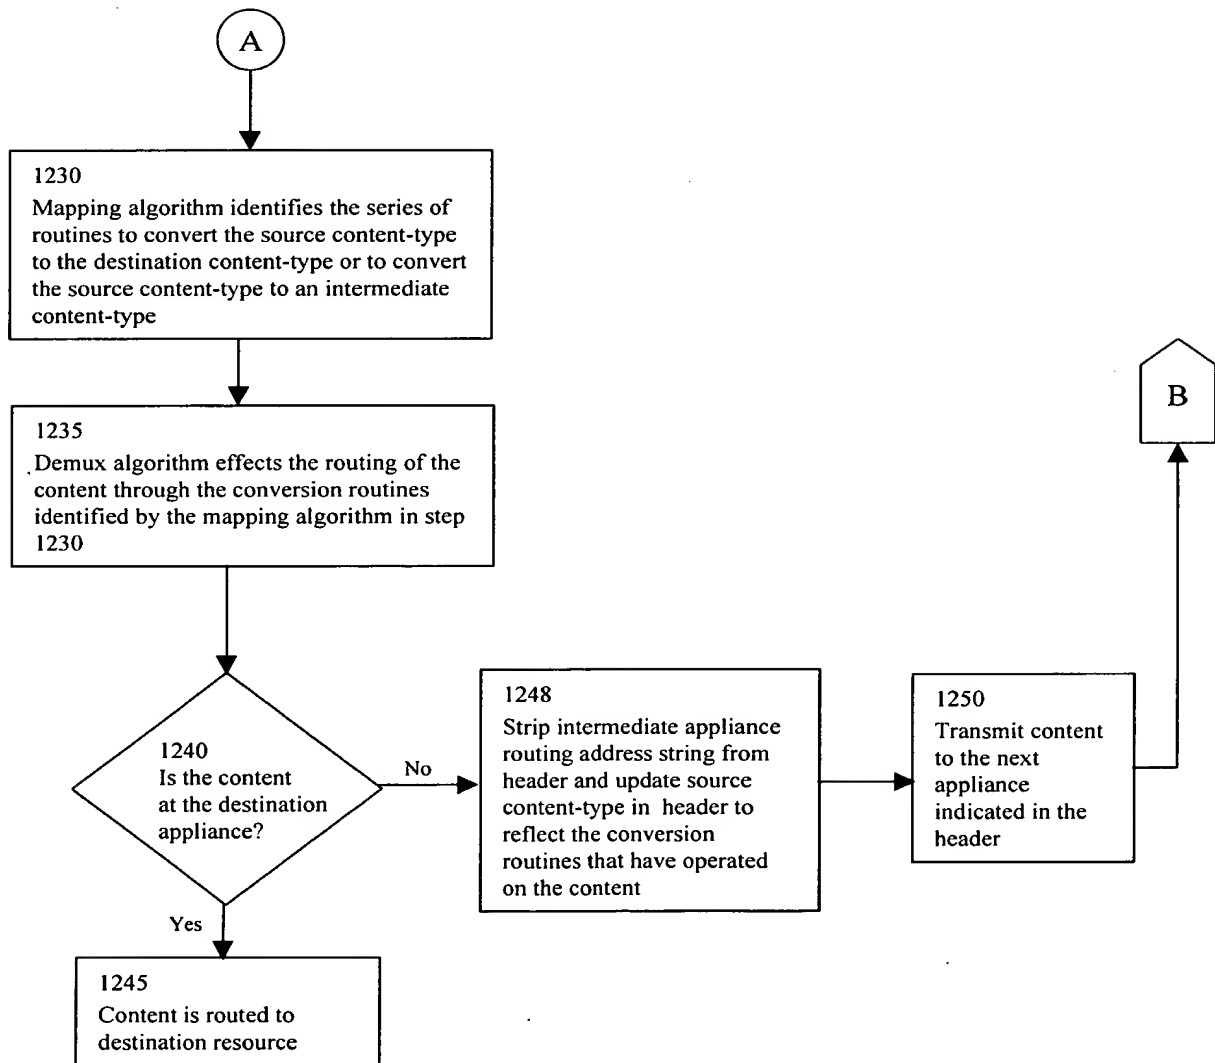 A
1230
Mapping algorithm identifies the series of
routines to convert the source content-type
to the destination content-type or to convert
the source content-type to an intermediate
content-type
1235
Demux algorithm effects the routing of the
content through the conversion routines
identified by the mapping algorithm in step
1230
B
1240
Is the content
at the destination
appliance?
No
1248
Strip intermediate appliance
routing address string from
header and update source
content-type in header to
reflect the conversion
routines that have operated
on the content
1250
Transmit content
to the next
appliance
indicated in the
header
Yes
1245
Content is routed to
destination resource